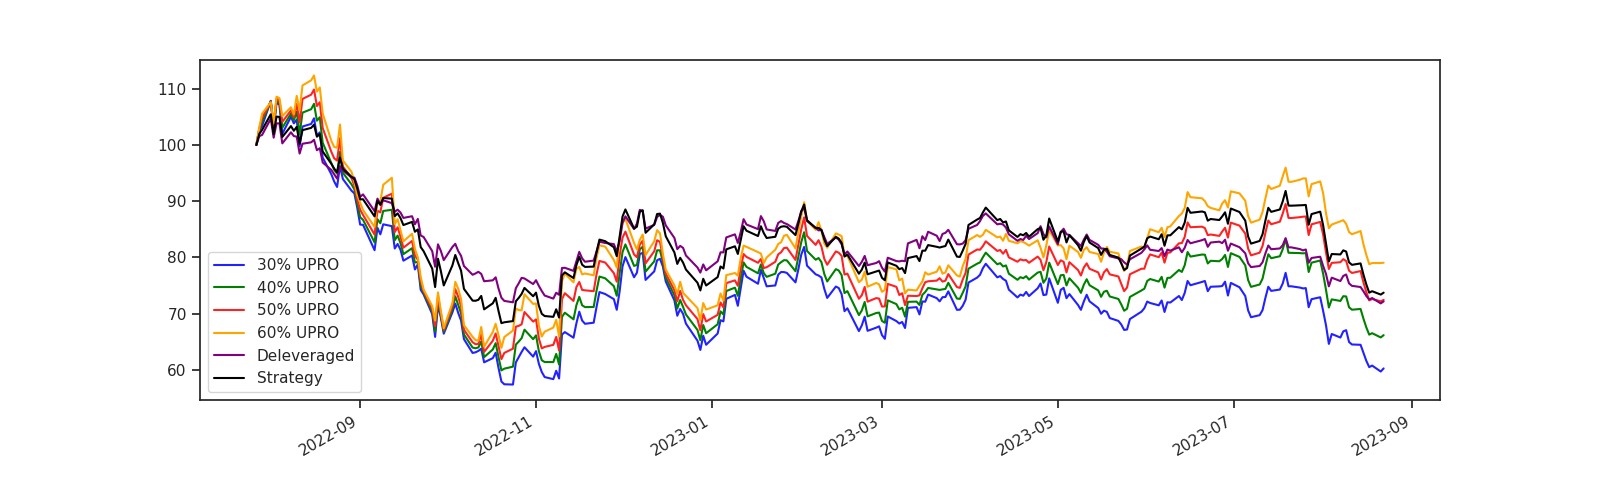 110
100
90
80
70
60
30% UPRO
40% UPRO
50% UPRO
60% UPRO
Deleveraged
Strategy
2022-09
2022-11
2023-01
2023-03
2023-05
2023-07
2023-09